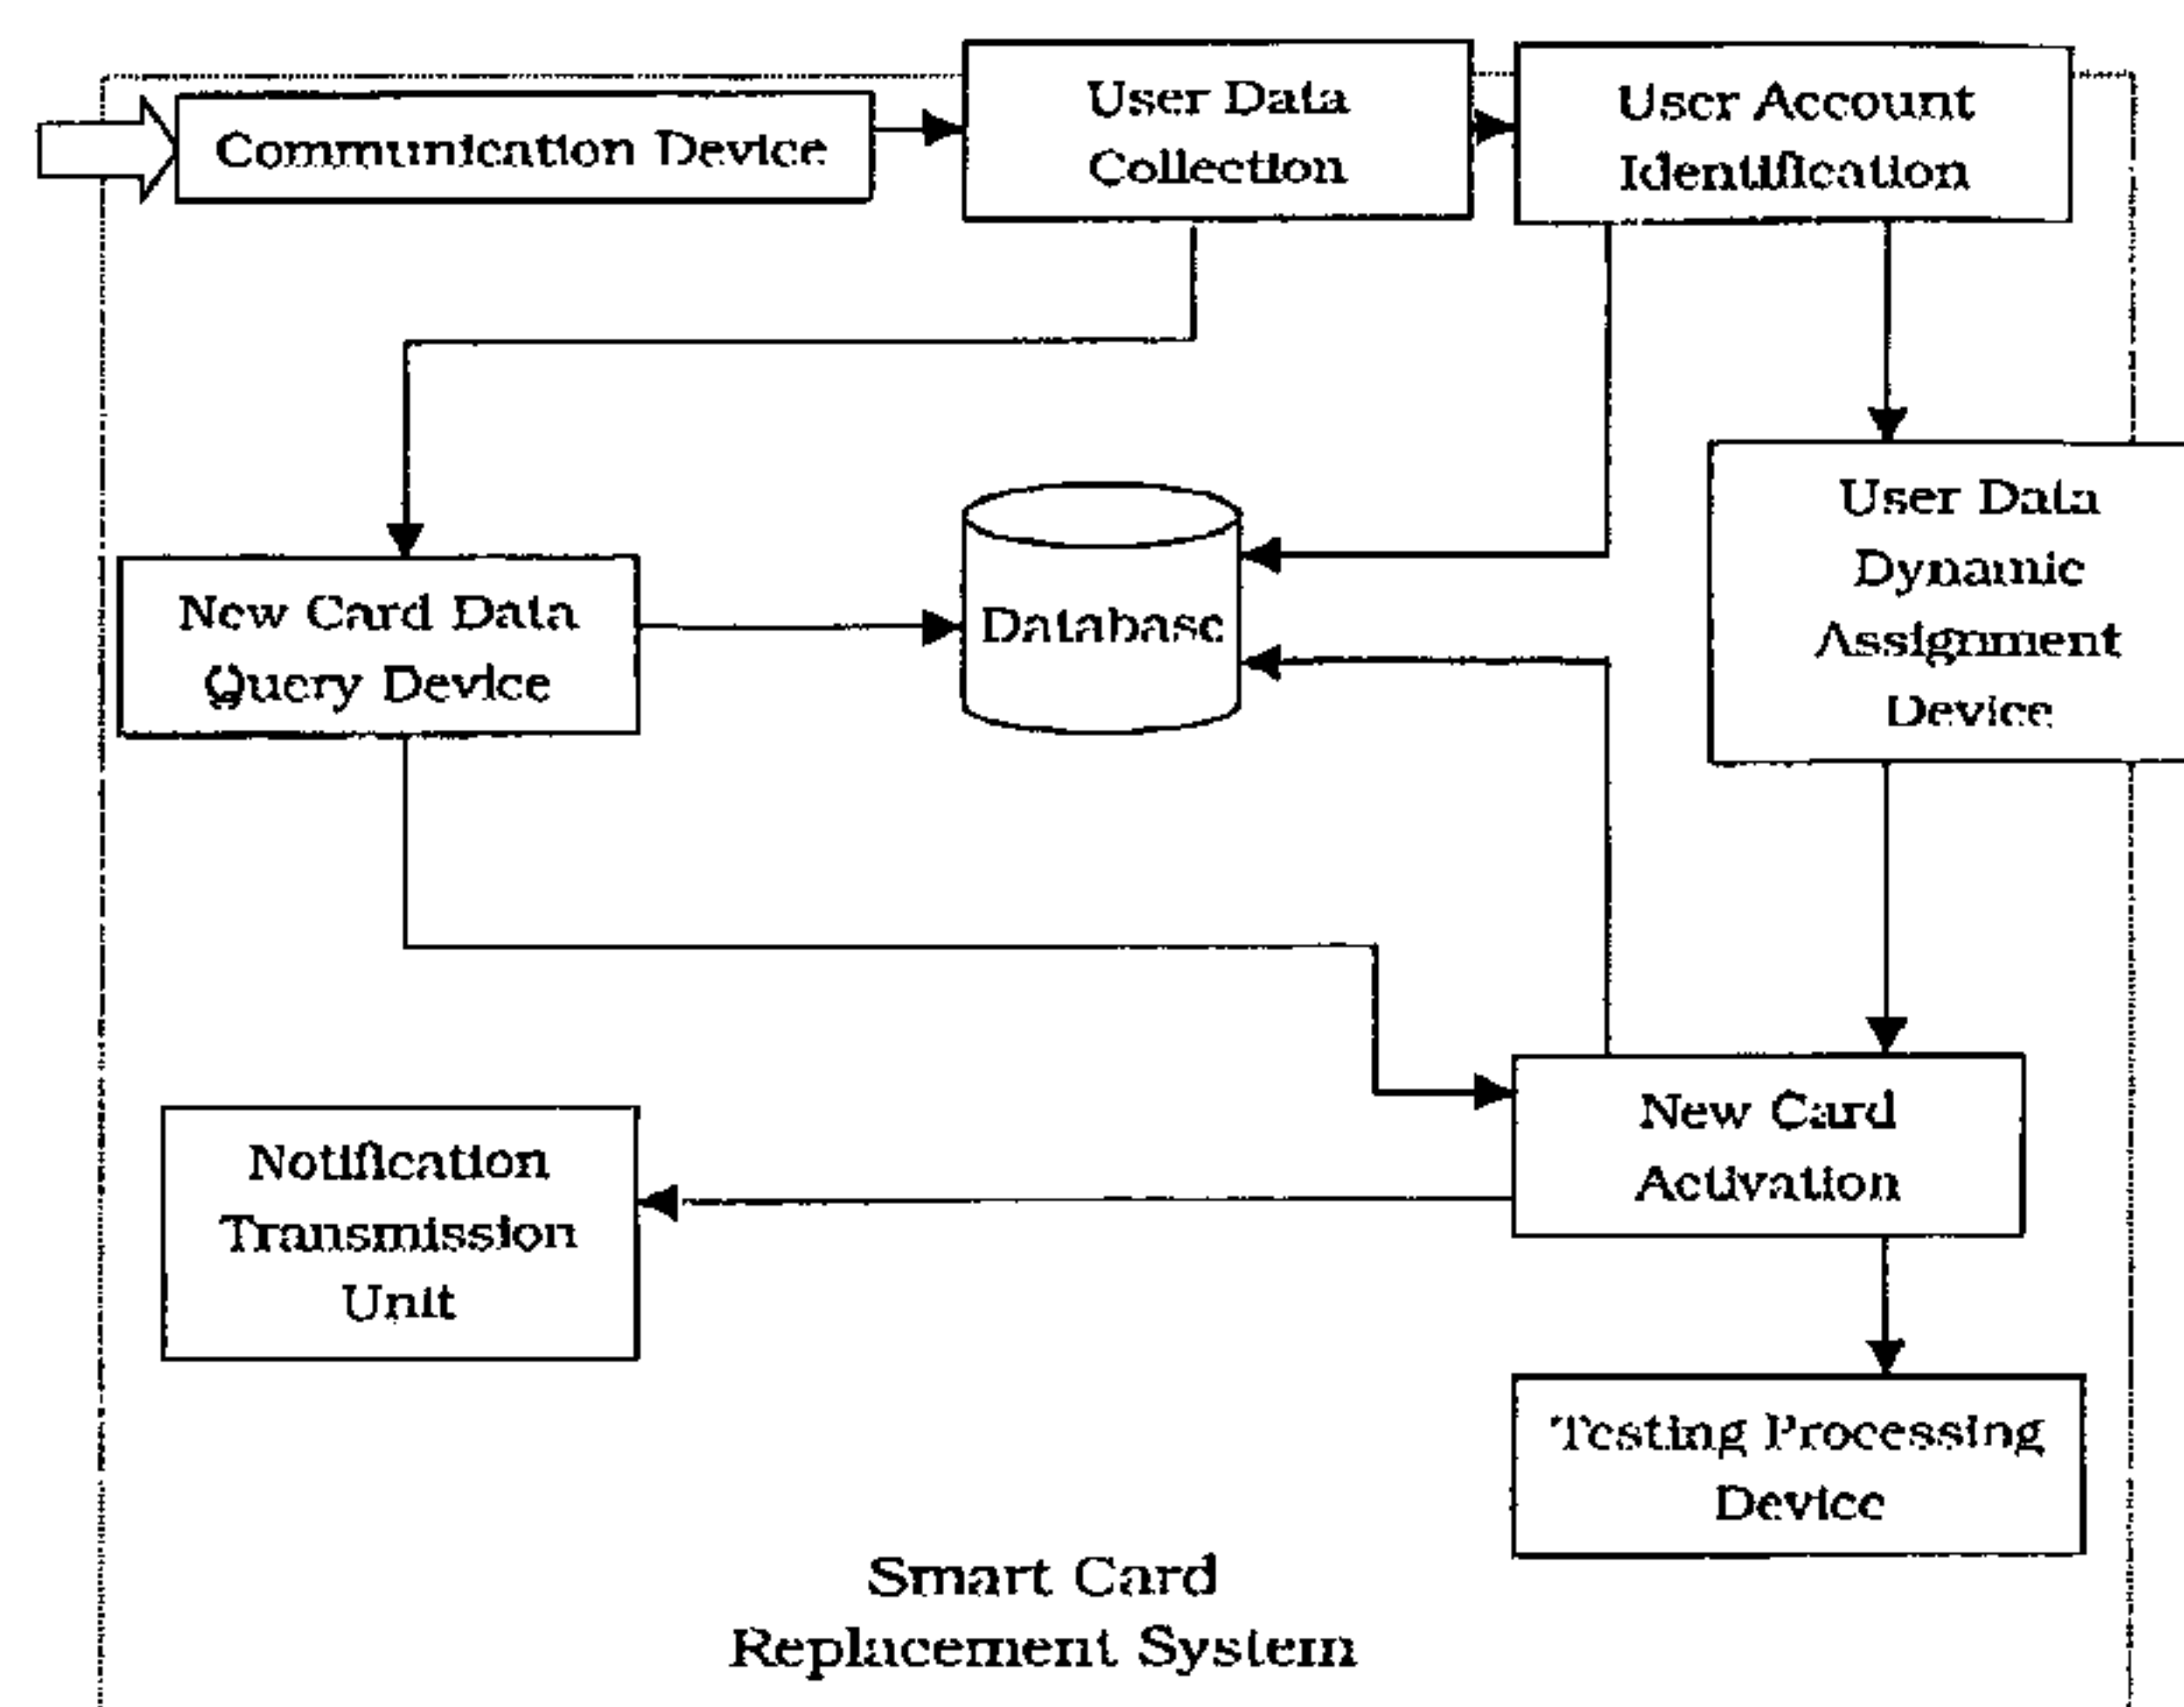 Communication Device
User Data
Collection
User Account
Identification
New Card Data
Query Device
Database
User Data
Dynamic
Assignment
Device
Notification
Transmission
Unit
New Card
Activation
Testing Processing
Device
Smart Card
Replacement System